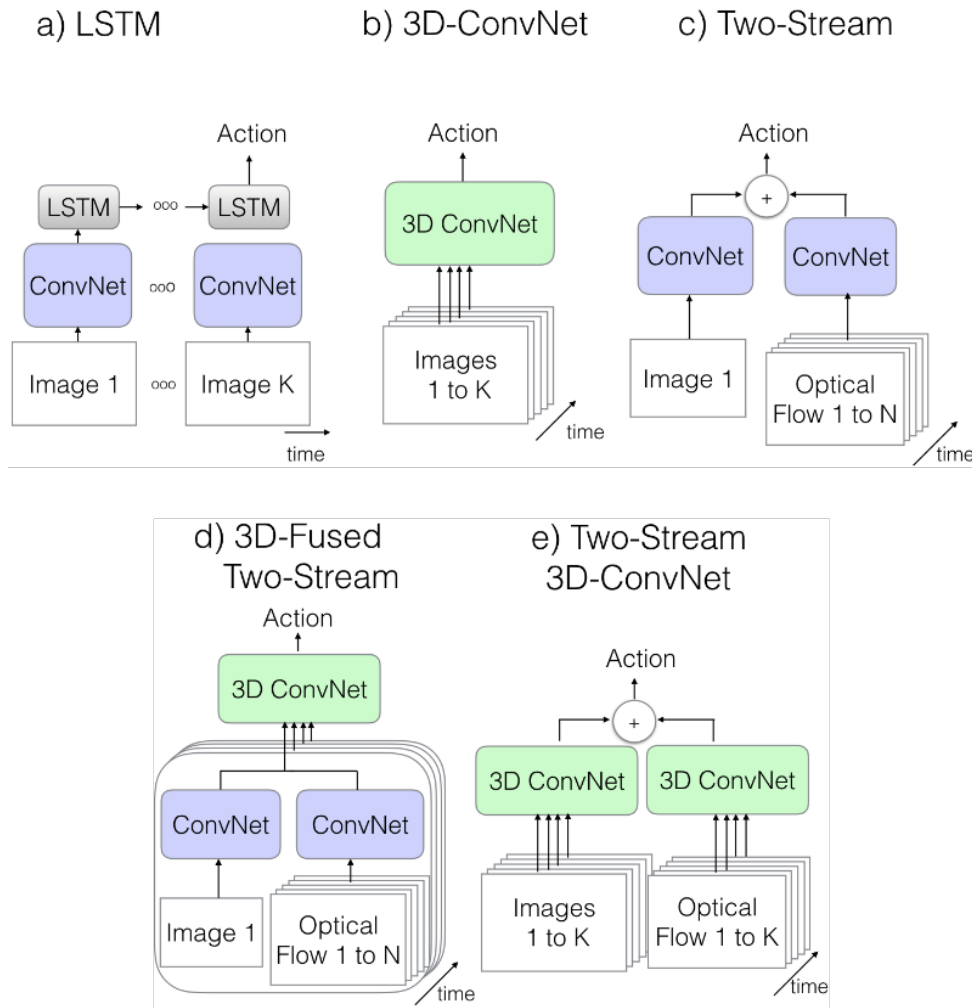 a) LSTM
Action
LSTM
ooo
LSTM
ConvNet
ooo
ConvNet
Image 1
ooo
Image K
time
b) 3D-ConvNet
Action
3D ConvNet
Images
1 to K
time
c) Two-Stream
Action
+
ConvNet
ConvNet
Image 1
Optical
Flow 1 to N
time
d) 3D-Fused
Two-Stream
Action
3D ConvNet
ConvNet
ConvNet
Image 1
Optical
Flow 1 to N
time
e) Two-Stream
3D-ConvNet
Action
+
3D ConvNet
3D ConvNet
Images
1 to K
Optical
Flow 1 to K
time